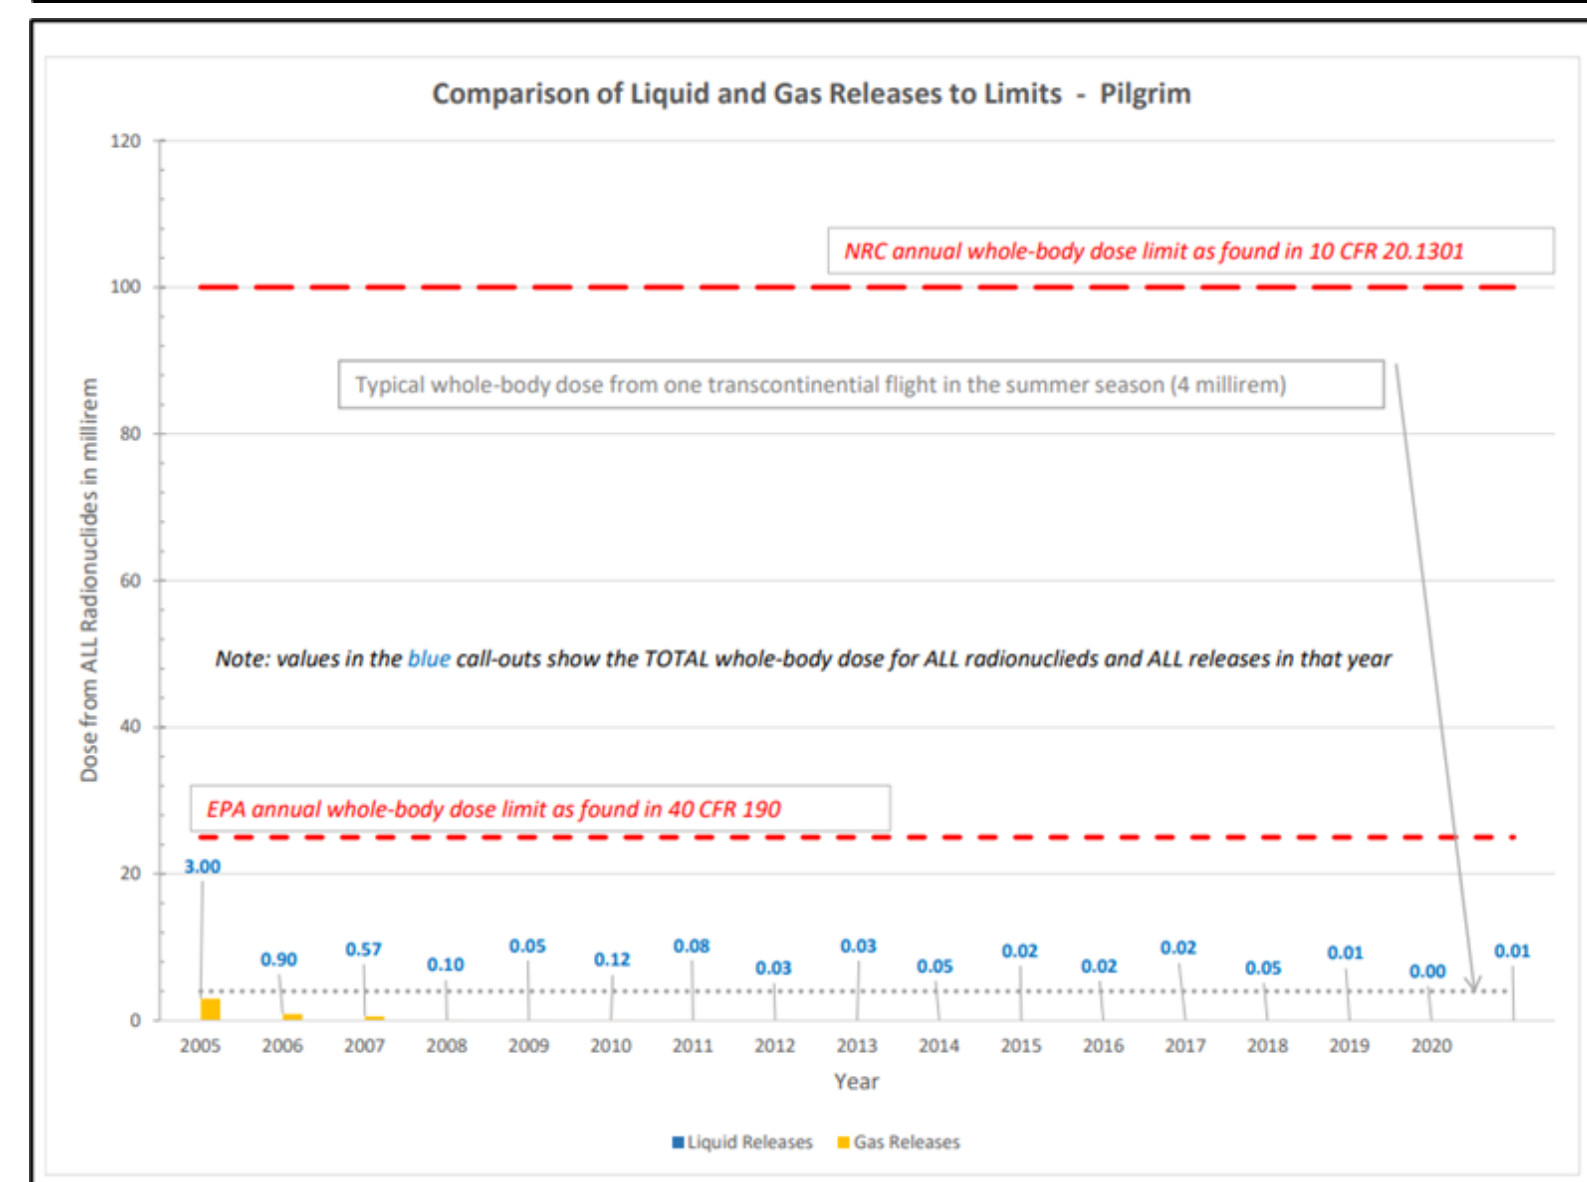 Comparison of Liquid and Gas Releases to Limits - Pilgrim
120
NRC annual whole-body dose limit as found in 10 CFR 20.1301
100
Typical whole-body dose from one transcontinential flight in the summer season (4 millirem)
80
Dose from ALL Radionuclides in millirem
60
Note: values in the blue call-outs show the TOTAL whole-body dose for ALL radionuclieds and ALL releases in that year
40
EPA annual whole-body dose limit as found in 40 CFR 190
20
3.00
0.90 0.57 0.10 0.05 0.12 0.08 0.03 0.03 0.05 0.02 0.02 0.02 0.05 0.01 0.00 0.01
0
2005 2006 2007 2008 2009 2010 2011 2012 2013 2014 2015 2016 2017 2018 2019 2020
Year
Liquid Releases Gas Releases